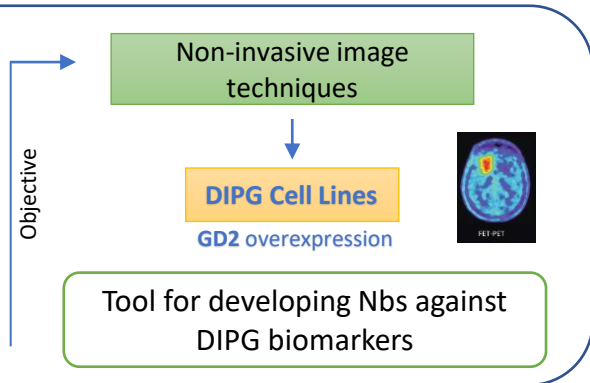 Non-invasive image
techniques
Objective
DIPG Cell Lines
GD2 overexpression
FET-PET
Tool for developing Nbs against
DIPG biomarkers